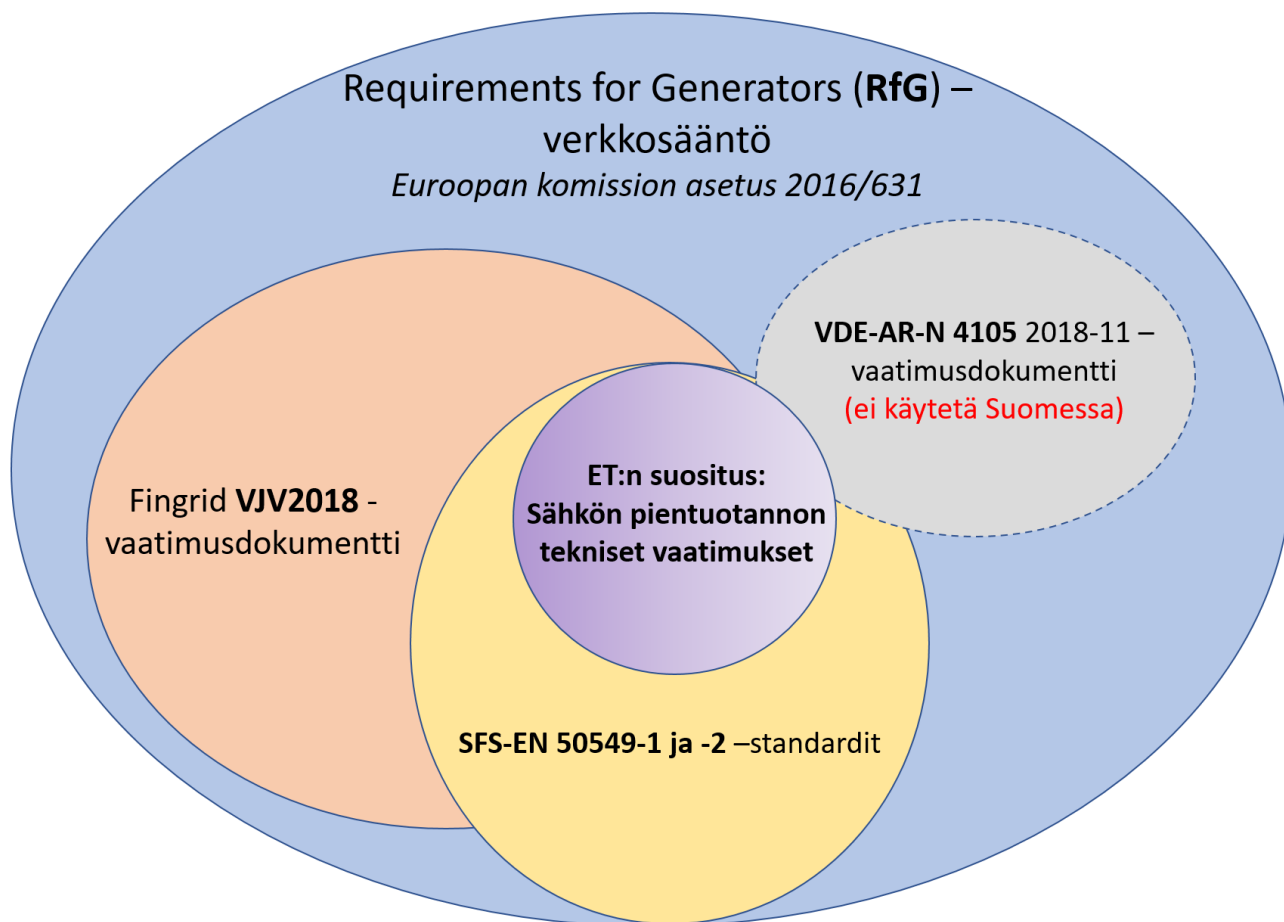 Requirements for Generators (RfG) –
verkkosääntö
Euroopan komission asetus 2016/631
VDE-AR-N 4105 2018-11 –
vaatimusdokumentti
(ei käytetä Suomessa)
ET:n suositus:
Sähkön pientuotannon
tekniset vaatimukset
Fingrid VJV2018 -
vaatimusdokumentti
SFS-EN 50549-1 ja -2 –standardit